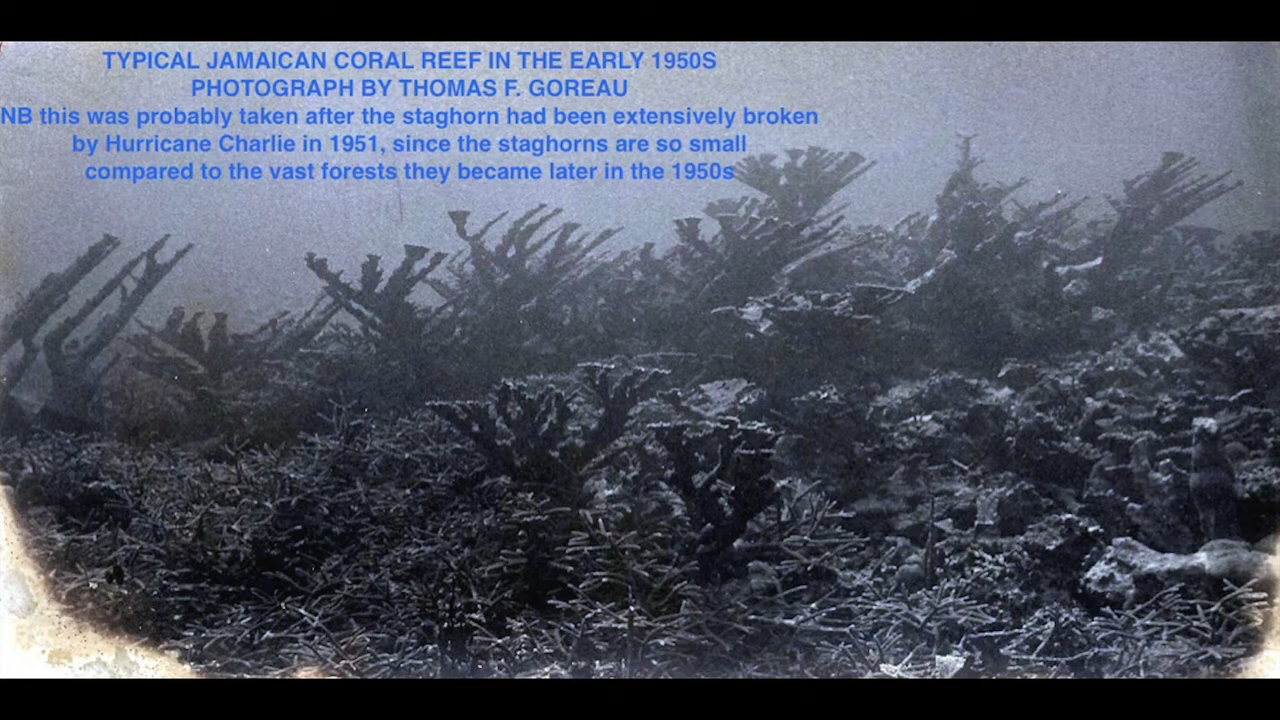 TYPICAL JAMAICAN CORAL REEF IN THE EARLY 1950S
PHOTOGRAPH BY THOMAS F. GOREAU
NB this was probably taken after the staghorn had been extensively broken
by Hurricane Charlie in 1951, since the staghorns are so small
compared to the vast forests they became later in the 1950s